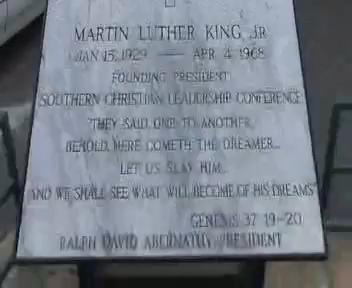 MARTIN LUTHER KING, JR.
JAN 15, 1929 — APR. 4, 1968
FOUNDING PRESIDENT
SOUTHERN CHRISTIAN LEADERSHIP CONFERENCE
"THEY SAID ONE TO ANOTHER,
BEHOLD, HERE COMETH THE DREAMER...
LET US SLAY HIM...
AND WE SHALL SEE WHAT WILL BECOME OF HIS DREAMS"
GENESIS 37 19-20
RALPH DAVID ABERNATHY, PRESIDENT